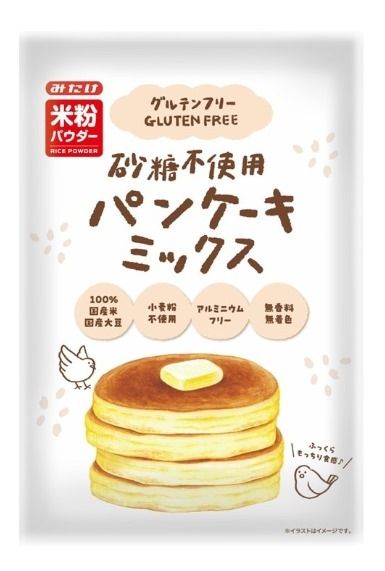 みたけ
米粉
パウダー
RICE POWDER
グルテンフリー
GLUTEN FREE
砂糖不使用
パンケーキ
ミックス
100%
国産米
国産大豆
小麦粉
不使用
アルミニウム
フリー
無香料
無着色
ふっくら
もっちり食感♪
※イラストはイメージです。